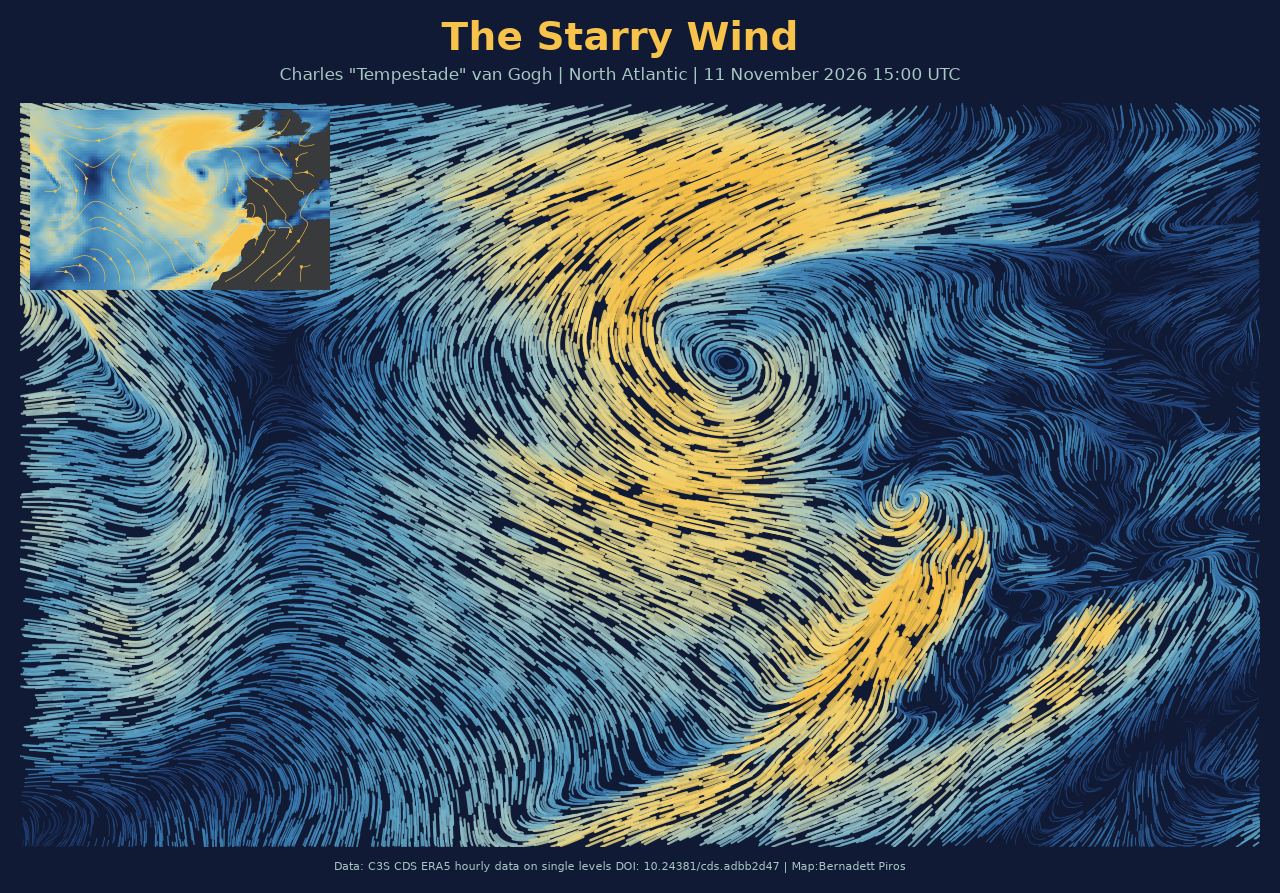 The Starry Wind
Charles "Tempestade" van Gogh | North Atlantic | 11 November 2026 15:00 UTC
Data: C3S CDS ERA5 hourly data on single levels DOI: 10.24381/cds.adbb2d47 | Map:Bernadett Piros